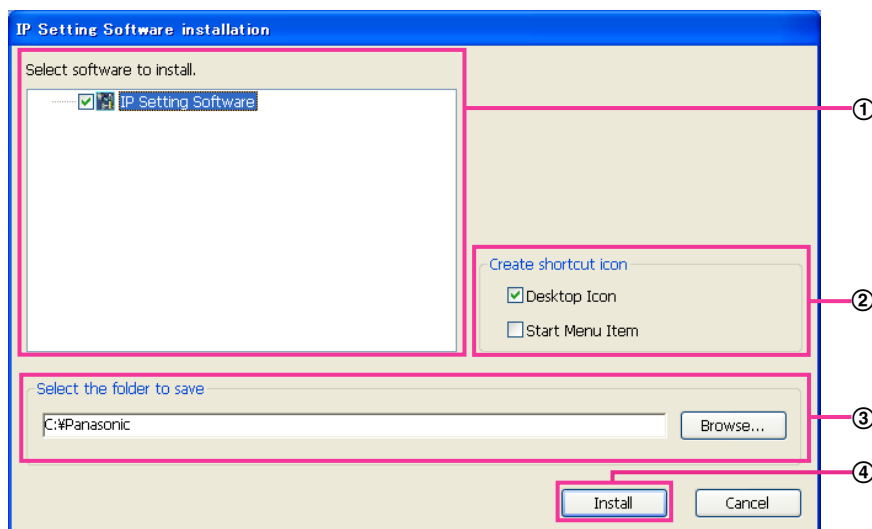 IP Setting Software installation
Select software to install.
IP Setting Software
①
Create shortcut icon
Desktop Icon
②
Start Menu Item
Select the folder to save
C:¥Panasonic
Browse...
③
④
Install
Cancel